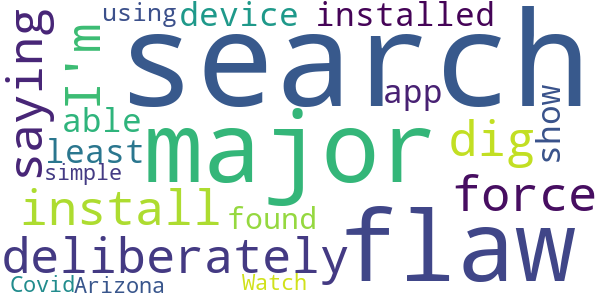 using device installed
search
saying I'm app
able major dig show
least
simple
install found force
deliberately flaw
Covid Arizona Watch